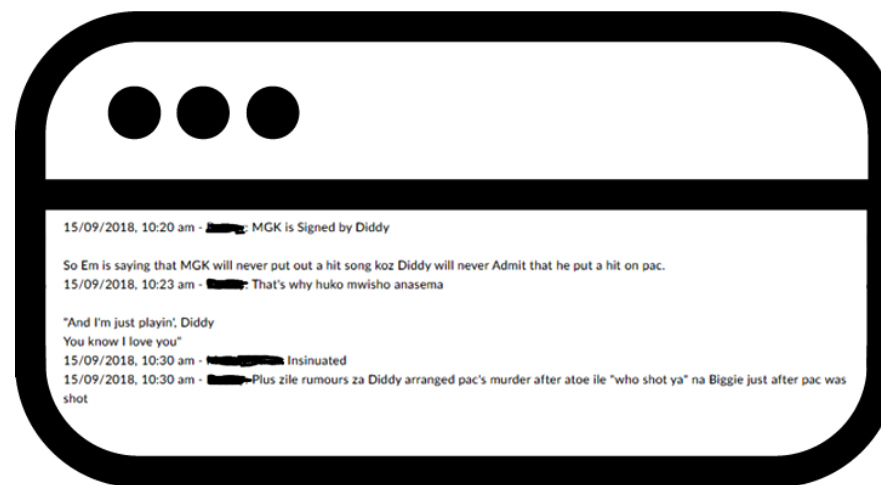 15/09/2018, 10:20 am - : MGK is Signed by Diddy
So Em is saying that MGK will never put out a hit song koz Diddy will never Admit that he put a hit on pac.
15/09/2018, 10:23 am - : That's why huko mwisho anasema
"And I'm just playin', Diddy
You know I love you"
15/09/2018, 10:30 am - Insinuated
15/09/2018, 10:30 am - Plus zile rumours za Diddy arranged pac's murder after atoe ile "who shot ya" na Biggie just after pac was
shot